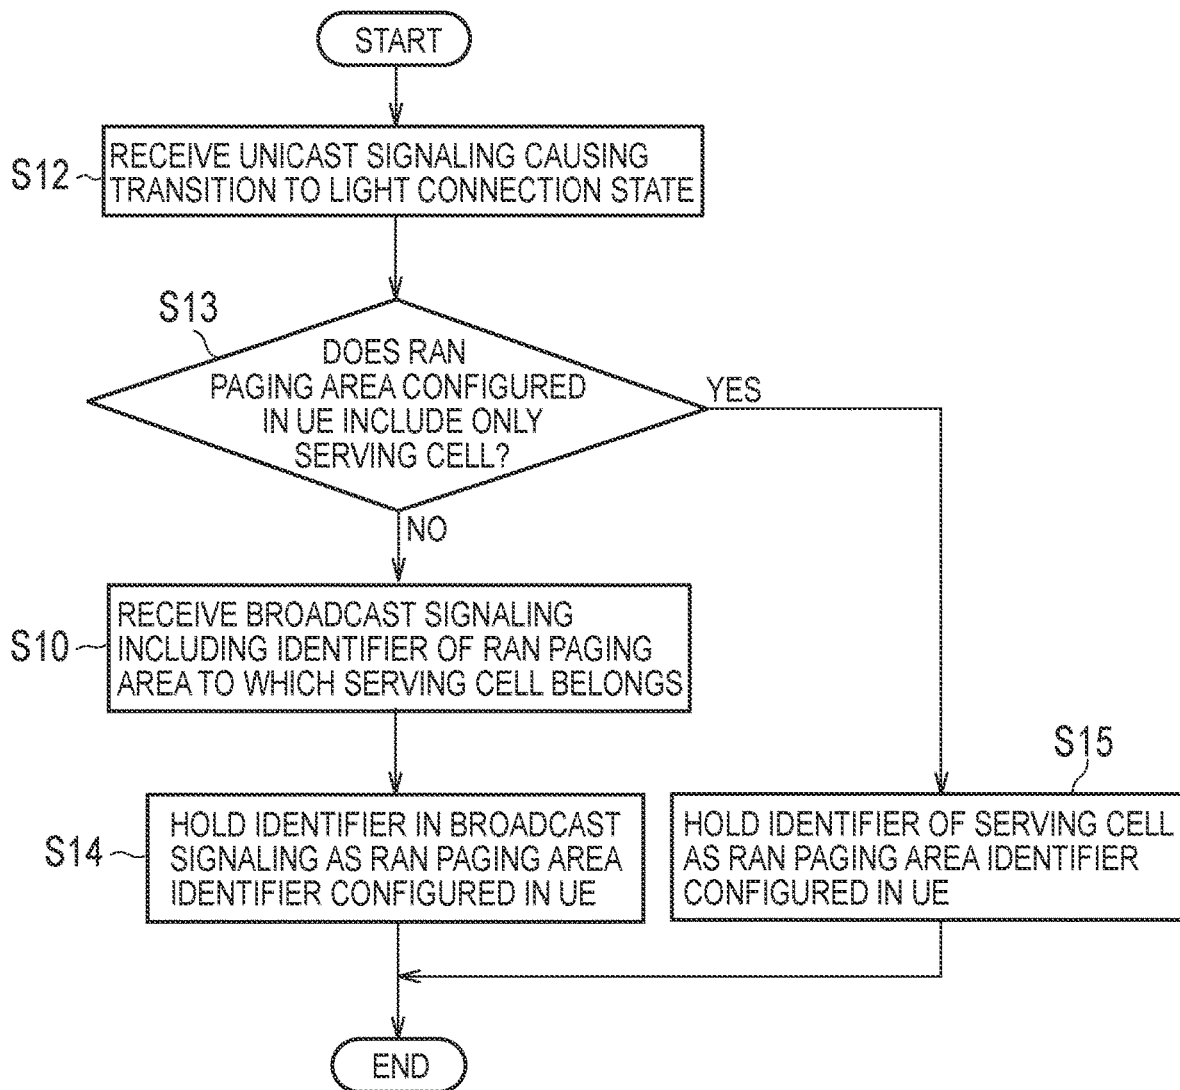 START
S12
RECEIVE UNICAST SIGNALING CAUSING
TRANSITION TO LIGHT CONNECTION STATE
S13
DOES RAN
PAGING AREA CONFIGURED
IN UE INCLUDE ONLY
SERVING CELL?
YES
NO
S10
RECEIVE BROADCAST SIGNALING
INCLUDING IDENTIFIER OF RAN PAGING
AREA TO WHICH SERVING CELL BELONGS
S14
HOLD IDENTIFIER IN BROADCAST
SIGNALING AS RAN PAGING AREA
IDENTIFIER CONFIGURED IN UE
S15
HOLD IDENTIFIER OF SERVING CELL
AS RAN PAGING AREA IDENTIFIER
CONFIGURED IN UE
END